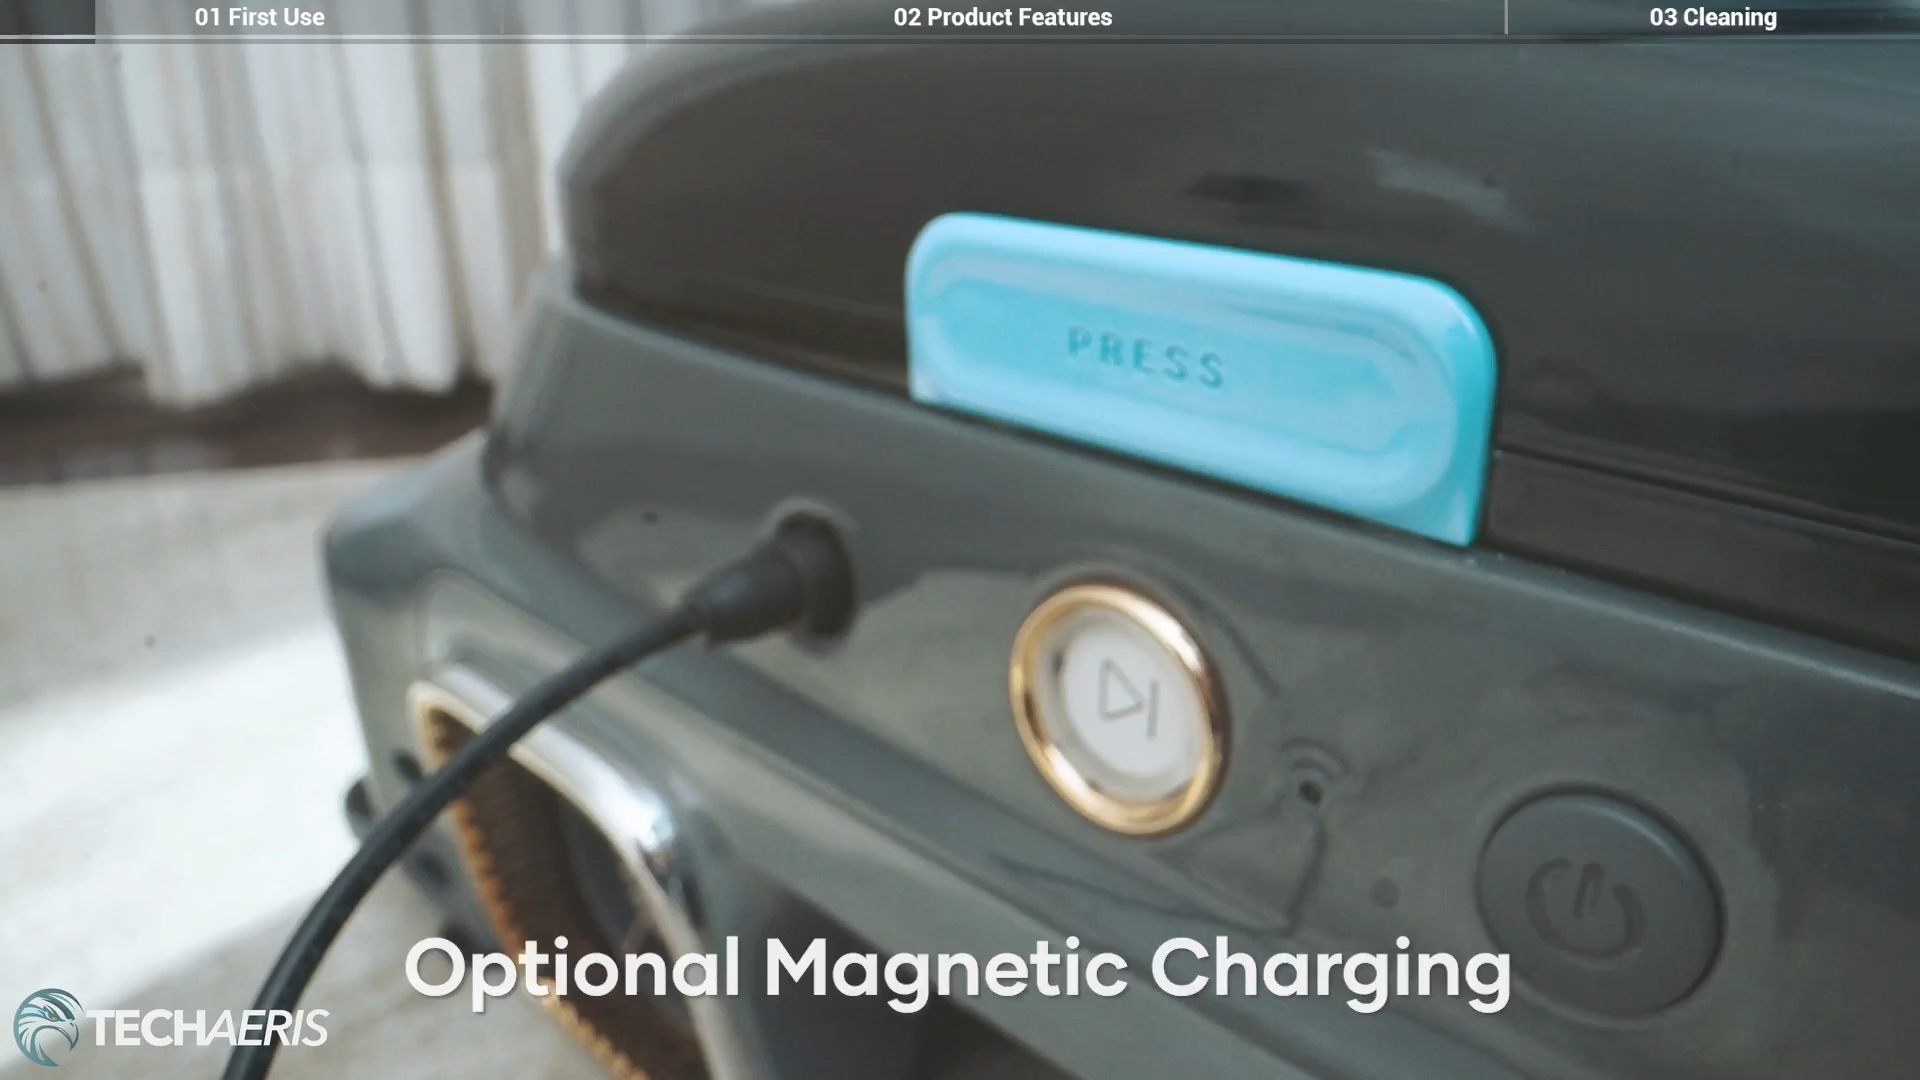 01 First Use
02 Product Features
03 Cleaning
PRESS
Optional Magnetic Charging
TECHAERIS